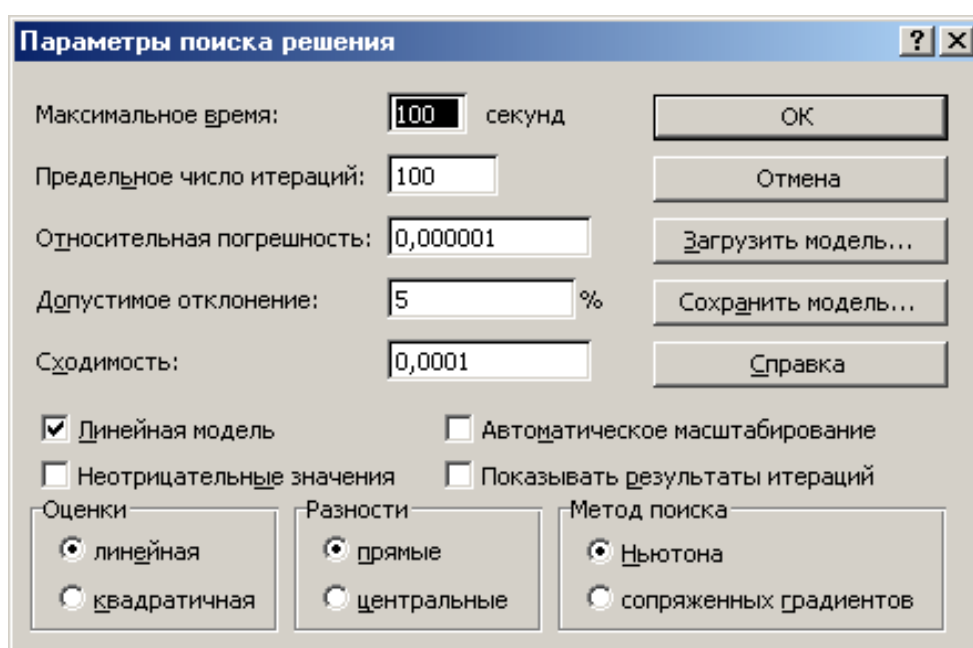 Параметры поиска решения
Максимальное время: 100 секунд ОК
Предельное число итераций: 100 Отмена
Относительная погрешность: 0,000001 Загрузить модель...
Допустимое отклонение: 5 % Сохранить модель...
Сходимость: 0,0001 Справка
Линейная модель Автоматическое масштабирование
Неотрицательные значения Показывать результаты итераций
Оценки Разности Метод поиска
линейная прямые Ньютона
квадратичная центральные сопряженных градиентов